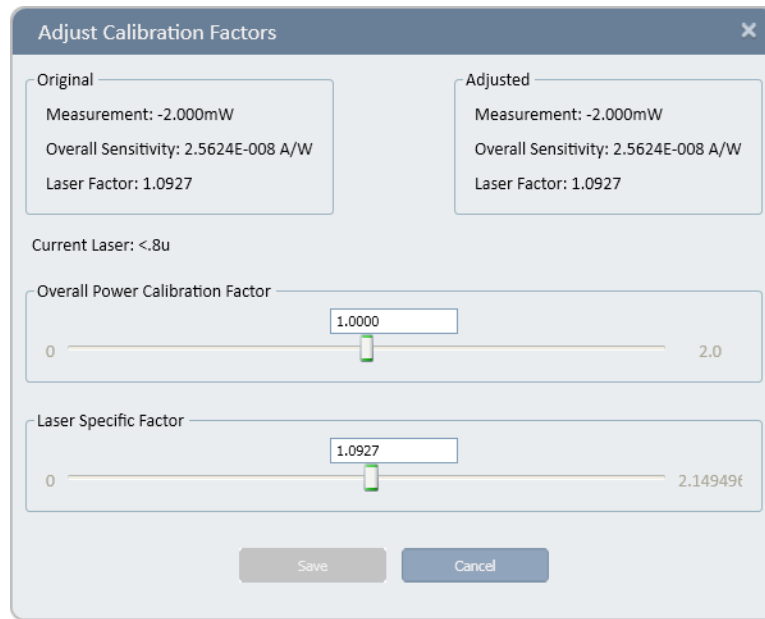 Adjust Calibration Factors
Original
Measurement: -2.000mW
Overall Sensitivity: 2.5624E-008 A/W
Laser Factor: 1.0927
Adjusted
Measurement: -2.000mW
Overall Sensitivity: 2.5624E-008 A/W
Laser Factor: 1.0927
Current Laser: <.8u
Overall Power Calibration Factor
1.0000
0 2.0
Laser Specific Factor
1.0927
0 2.149496
Save Cancel